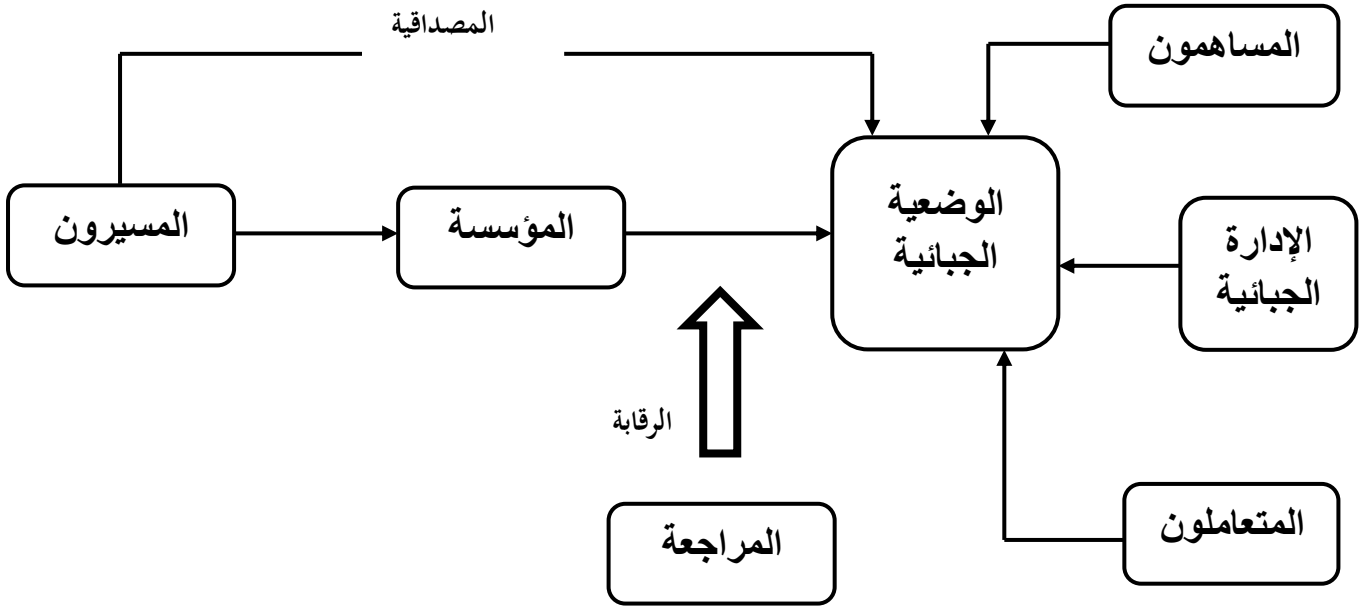 المصداقية
المساهمون
المسيرون
المؤسسة
الوضعية
الجبائية
الإدارة
الجبائية
الرقابة
المراجعة
المتعاملون